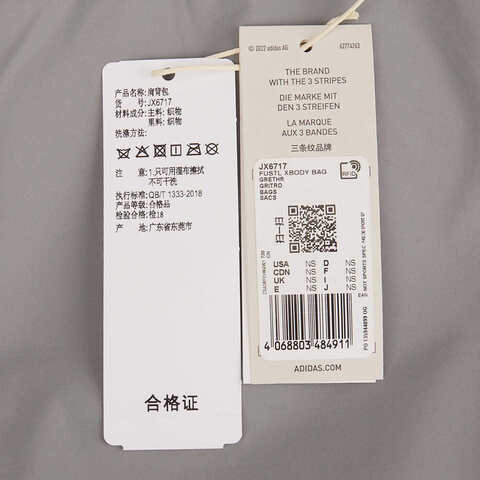 产品名称:肩背包
货 号:JX6717
材料成分:主料:织物
里料:织物
洗涤方法:
注 意:1.只可用湿布擦拭
不可干洗
执行标准:QB/T 1333-2018
产品等级:合格品
检验合格:检18
产 地:广东省东莞市
合格证
© 2022 adidas AG 62774263
THE BRAND
WITH THE 3 STRIPES
DIE MARKE MIT
DEN 3 STREIFEN
LA MARQUE
AUX 3 BANDES
三条纹品牌
JX6717
FUSTL XBODY BAG
GRETHR
GRITRO
BAGS
SACS
RFID
USA NS D NS
CDN NS F NS
UK NS I NS
E NS J NS
EAN
4 068803 484911
ADIDAS.COM